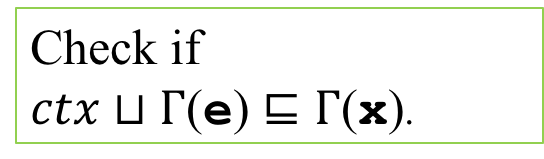 Check if
ctx ⊔ Γ(e) ⊑ Γ(x).